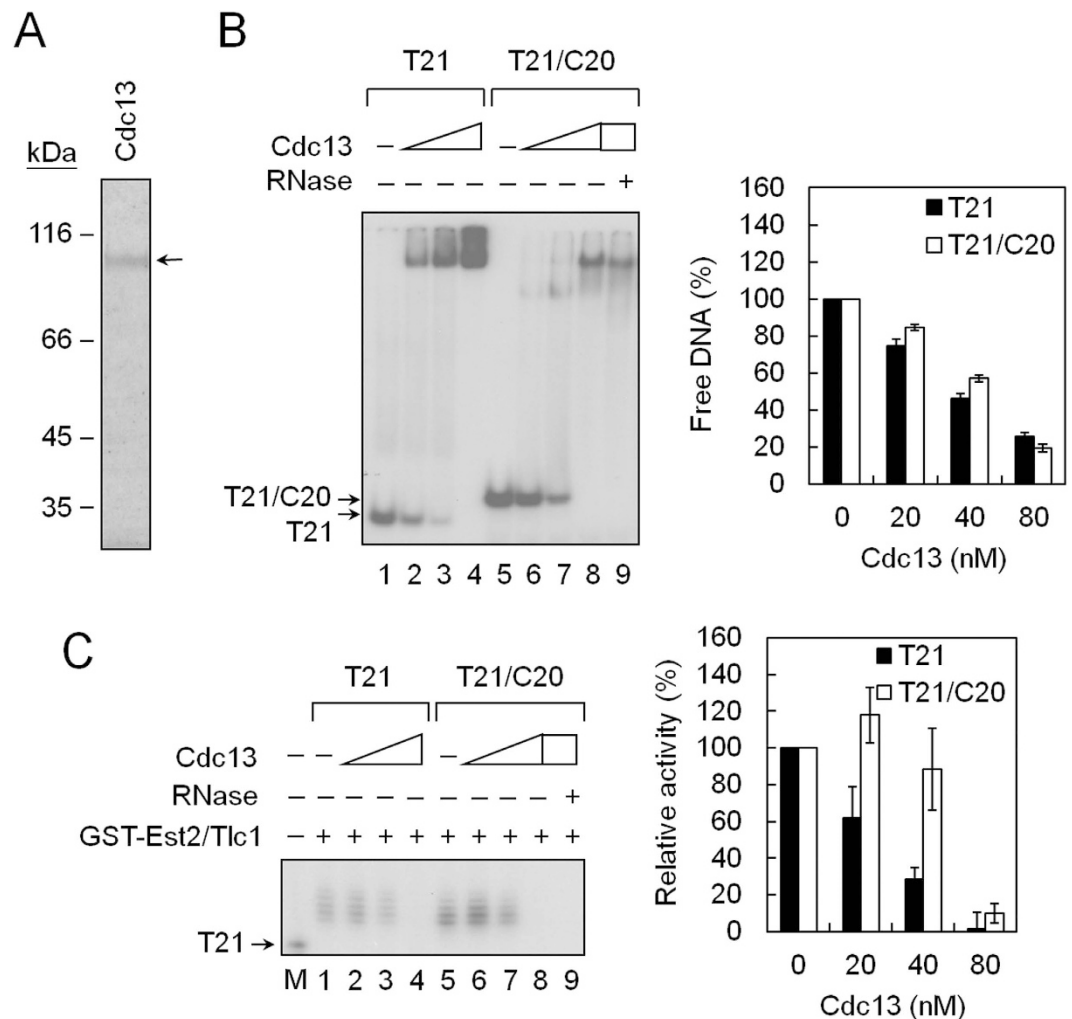 A
Cdc13
kDa
116 –
66 –
45 –
35 –
B
T21 T21/C20
Cdc13 – –
RNase – – – – – – – – +
T21/C20
T21
1 2 3 4 5 6 7 8 9
160
140
120
100
80
60
40
20
0
Free DNA (%)
T21
T21/C20
0 20 40 80
Cdc13 (nM)
C
T21 T21/C20
Cdc13 – – –
RNase – – – – – – – – – +
GST-Est2/Tlc1 – + + + + + + + + +
T21
M 1 2 3 4 5 6 7 8 9
160
140
120
100
80
60
40
20
0
Relative activity (%)
T21
T21/C20
0 20 40 80
Cdc13 (nM)